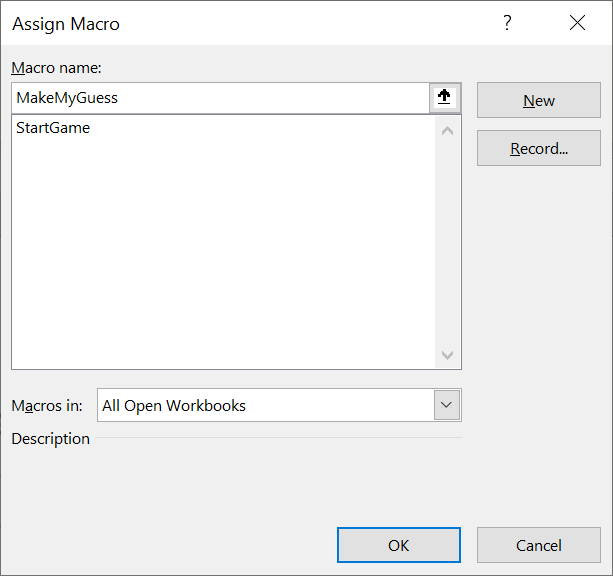 Assign Macro ?
Macro name:
MakeMyGuess
New
StartGame
Record...
Macros in: All Open Workbooks
Description
OK Cancel